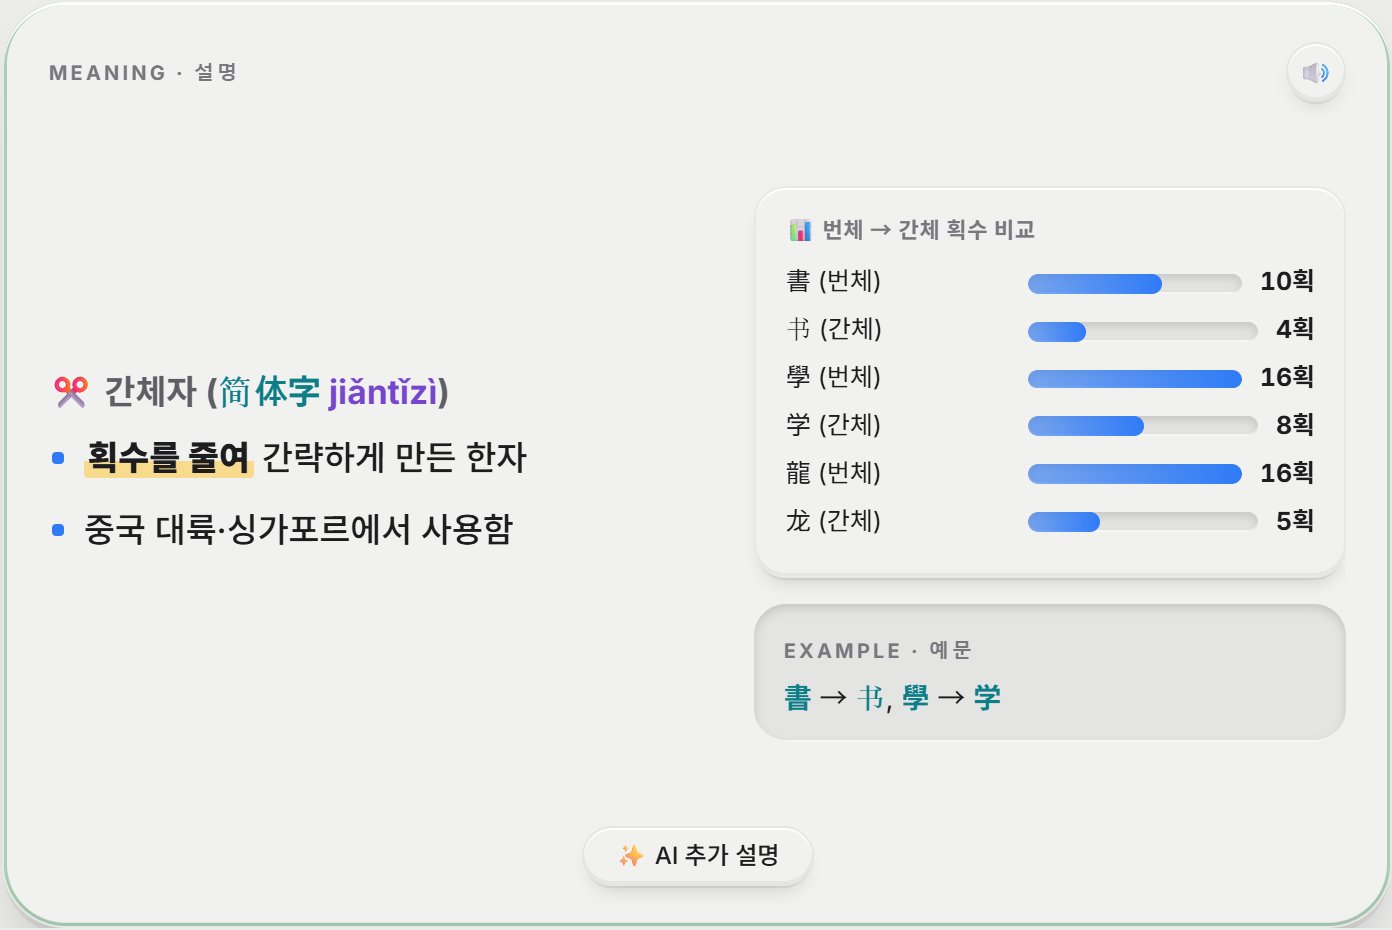 MEANING · 설명
간체자 (简体字 jiǎntǐzì)
획수를 줄여 간략하게 만든 한자
중국 대륙·싱가포르에서 사용함
번체 → 간체 획수 비교
書 (번체) 10획
书 (간체) 4획
學 (번체) 16획
学 (간체) 8획
龍 (번체) 16획
龙 (간체) 5획
EXAMPLE · 예문
書 → 书, 學 → 学
AI 추가 설명